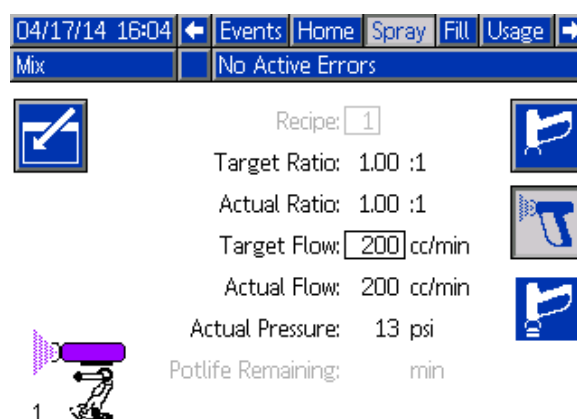 04/17/14 16:04 Events Home Spray Fill Usage
Mix No Active Errors
Recipe: 1
Target Ratio: 1.00 :1
Actual Ratio: 1.00 :1
Target Flow: 200 cc/min
Actual Flow: 200 cc/min
Actual Pressure: 13 psi
Potlife Remaining: min
1